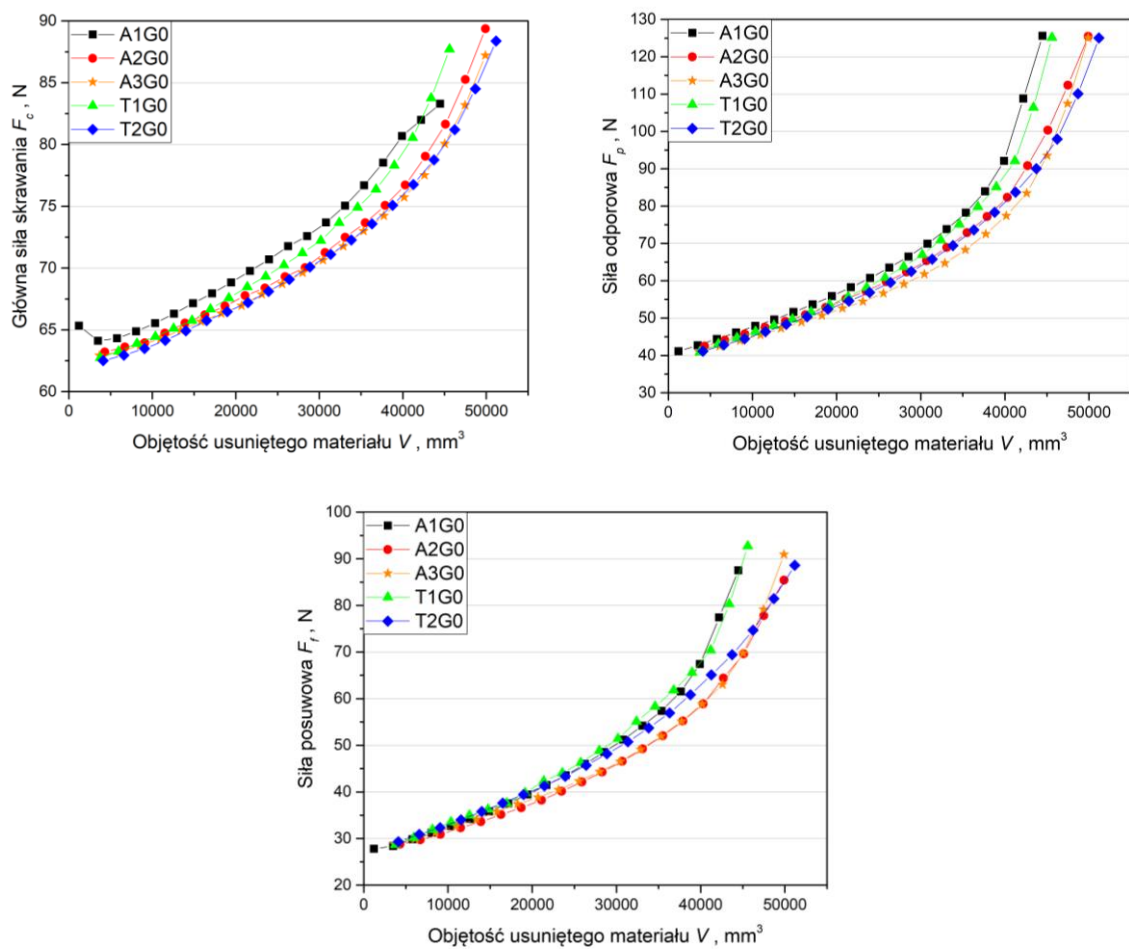 Główna siła skrawania Fc, N
90
85
80
75
70
65
60
A1G0
A2G0
A3G0
T1G0
T2G0
0 10000 20000 30000 40000 50000
Objętość usuniętego materiału V , mm³
Siła odporowa Fp, N
130
120
110
100
90
80
70
60
50
40
30
A1G0
A2G0
A3G0
T1G0
T2G0
0 10000 20000 30000 40000 50000
Objętość usuniętego materiału V , mm³
Siła posuwowa Ff, N
100
90
80
70
60
50
40
30
20
A1G0
A2G0
A3G0
T1G0
T2G0
0 10000 20000 30000 40000 50000
Objętość usuniętego materiału V , mm³